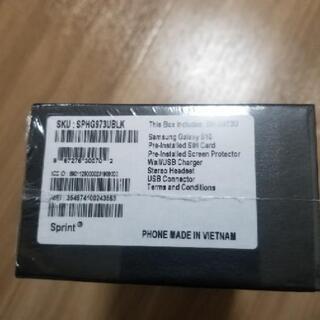 SKU : SPHG973UBLK
This Box Includes:
Samsung Galaxy S10
Pre-Installed SIM Card
Pre-Installed Screen Protector
Wall/USB Charger
Stereo Headset
USB Connector
Terms and Conditions
Sprint®
PHONE MADE IN VIETNAM